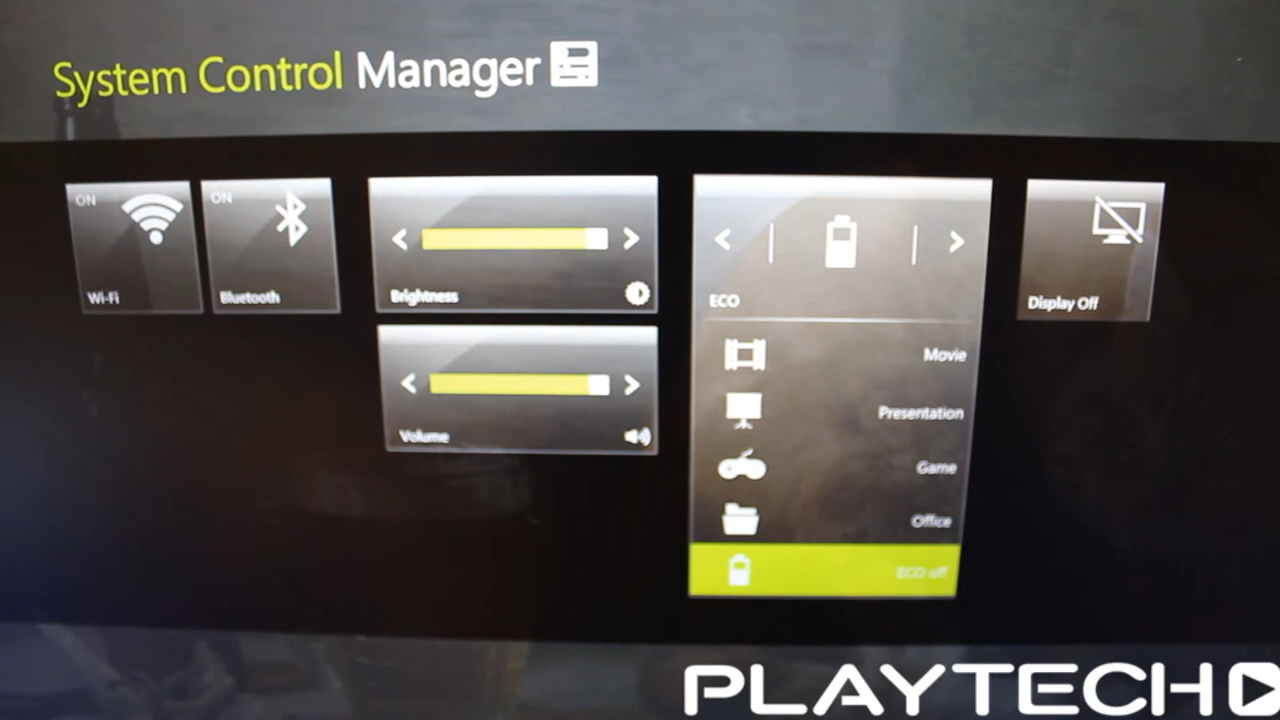 System Control Manager
ON
Wi-Fi
ON
Bluetooth
Brightness
Volume
ECO
Movie
Presentation
Game
Office
ECO off
Display Off
PLAYTECH